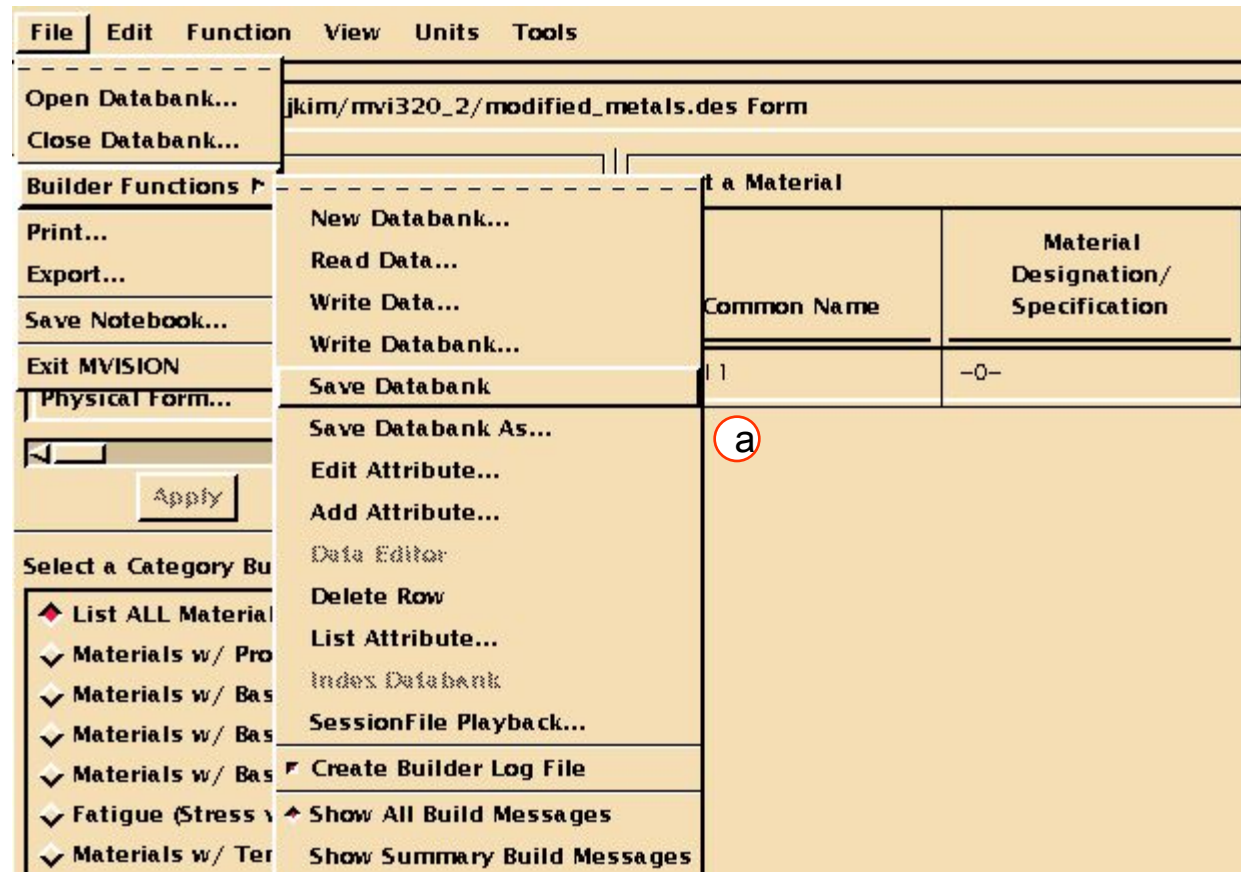 File Edit Function View Units Tools
Open Databank...
jkim/mvi320_2/modified_metals.des Form
Close Databank...
Builder Functions
t a Material
New Databank...
Print...
Material
Read Data...
Export...
Designation/
Write Data...
Common Name
Specification
Save Notebook...
Write Databank...
Exit MVISION
Save Databank
l 1
-0-
Physical Form...
Save Databank As...
a
Edit Attribute...
Apply
Add Attribute...
Data Editor
Select a Category Bu
Delete Row
List ALL Material
List Attribute...
Materials w/ Pro
Index Databank
Materials w/ Bas
SessionFile Playback...
Materials w/ Bas
Create Builder Log File
Materials w/ Bas
Fatigue (Stress v
Show All Build Messages
Materials w/ Ter
Show Summary Build Messages